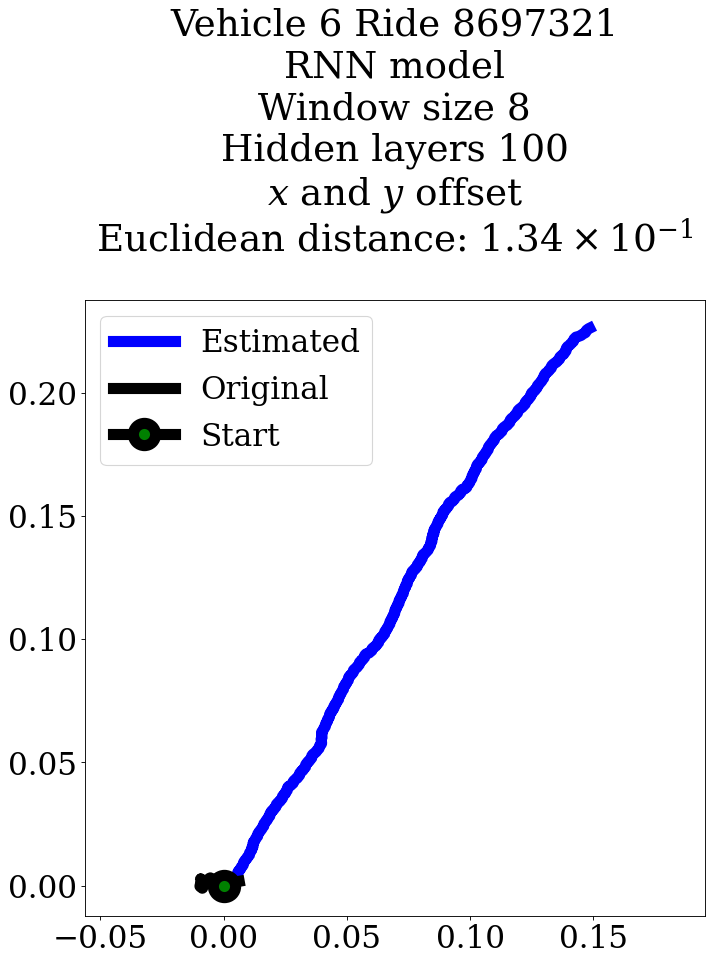 Vehicle 6 Ride 8697321
RNN model
Window size 8
Hidden layers 100
x and y offset
Euclidean distance: 1.34 × 10⁻¹
Estimated
Original
Start
0.20
0.15
0.10
0.05
0.00
−0.05 0.00 0.05 0.10 0.15